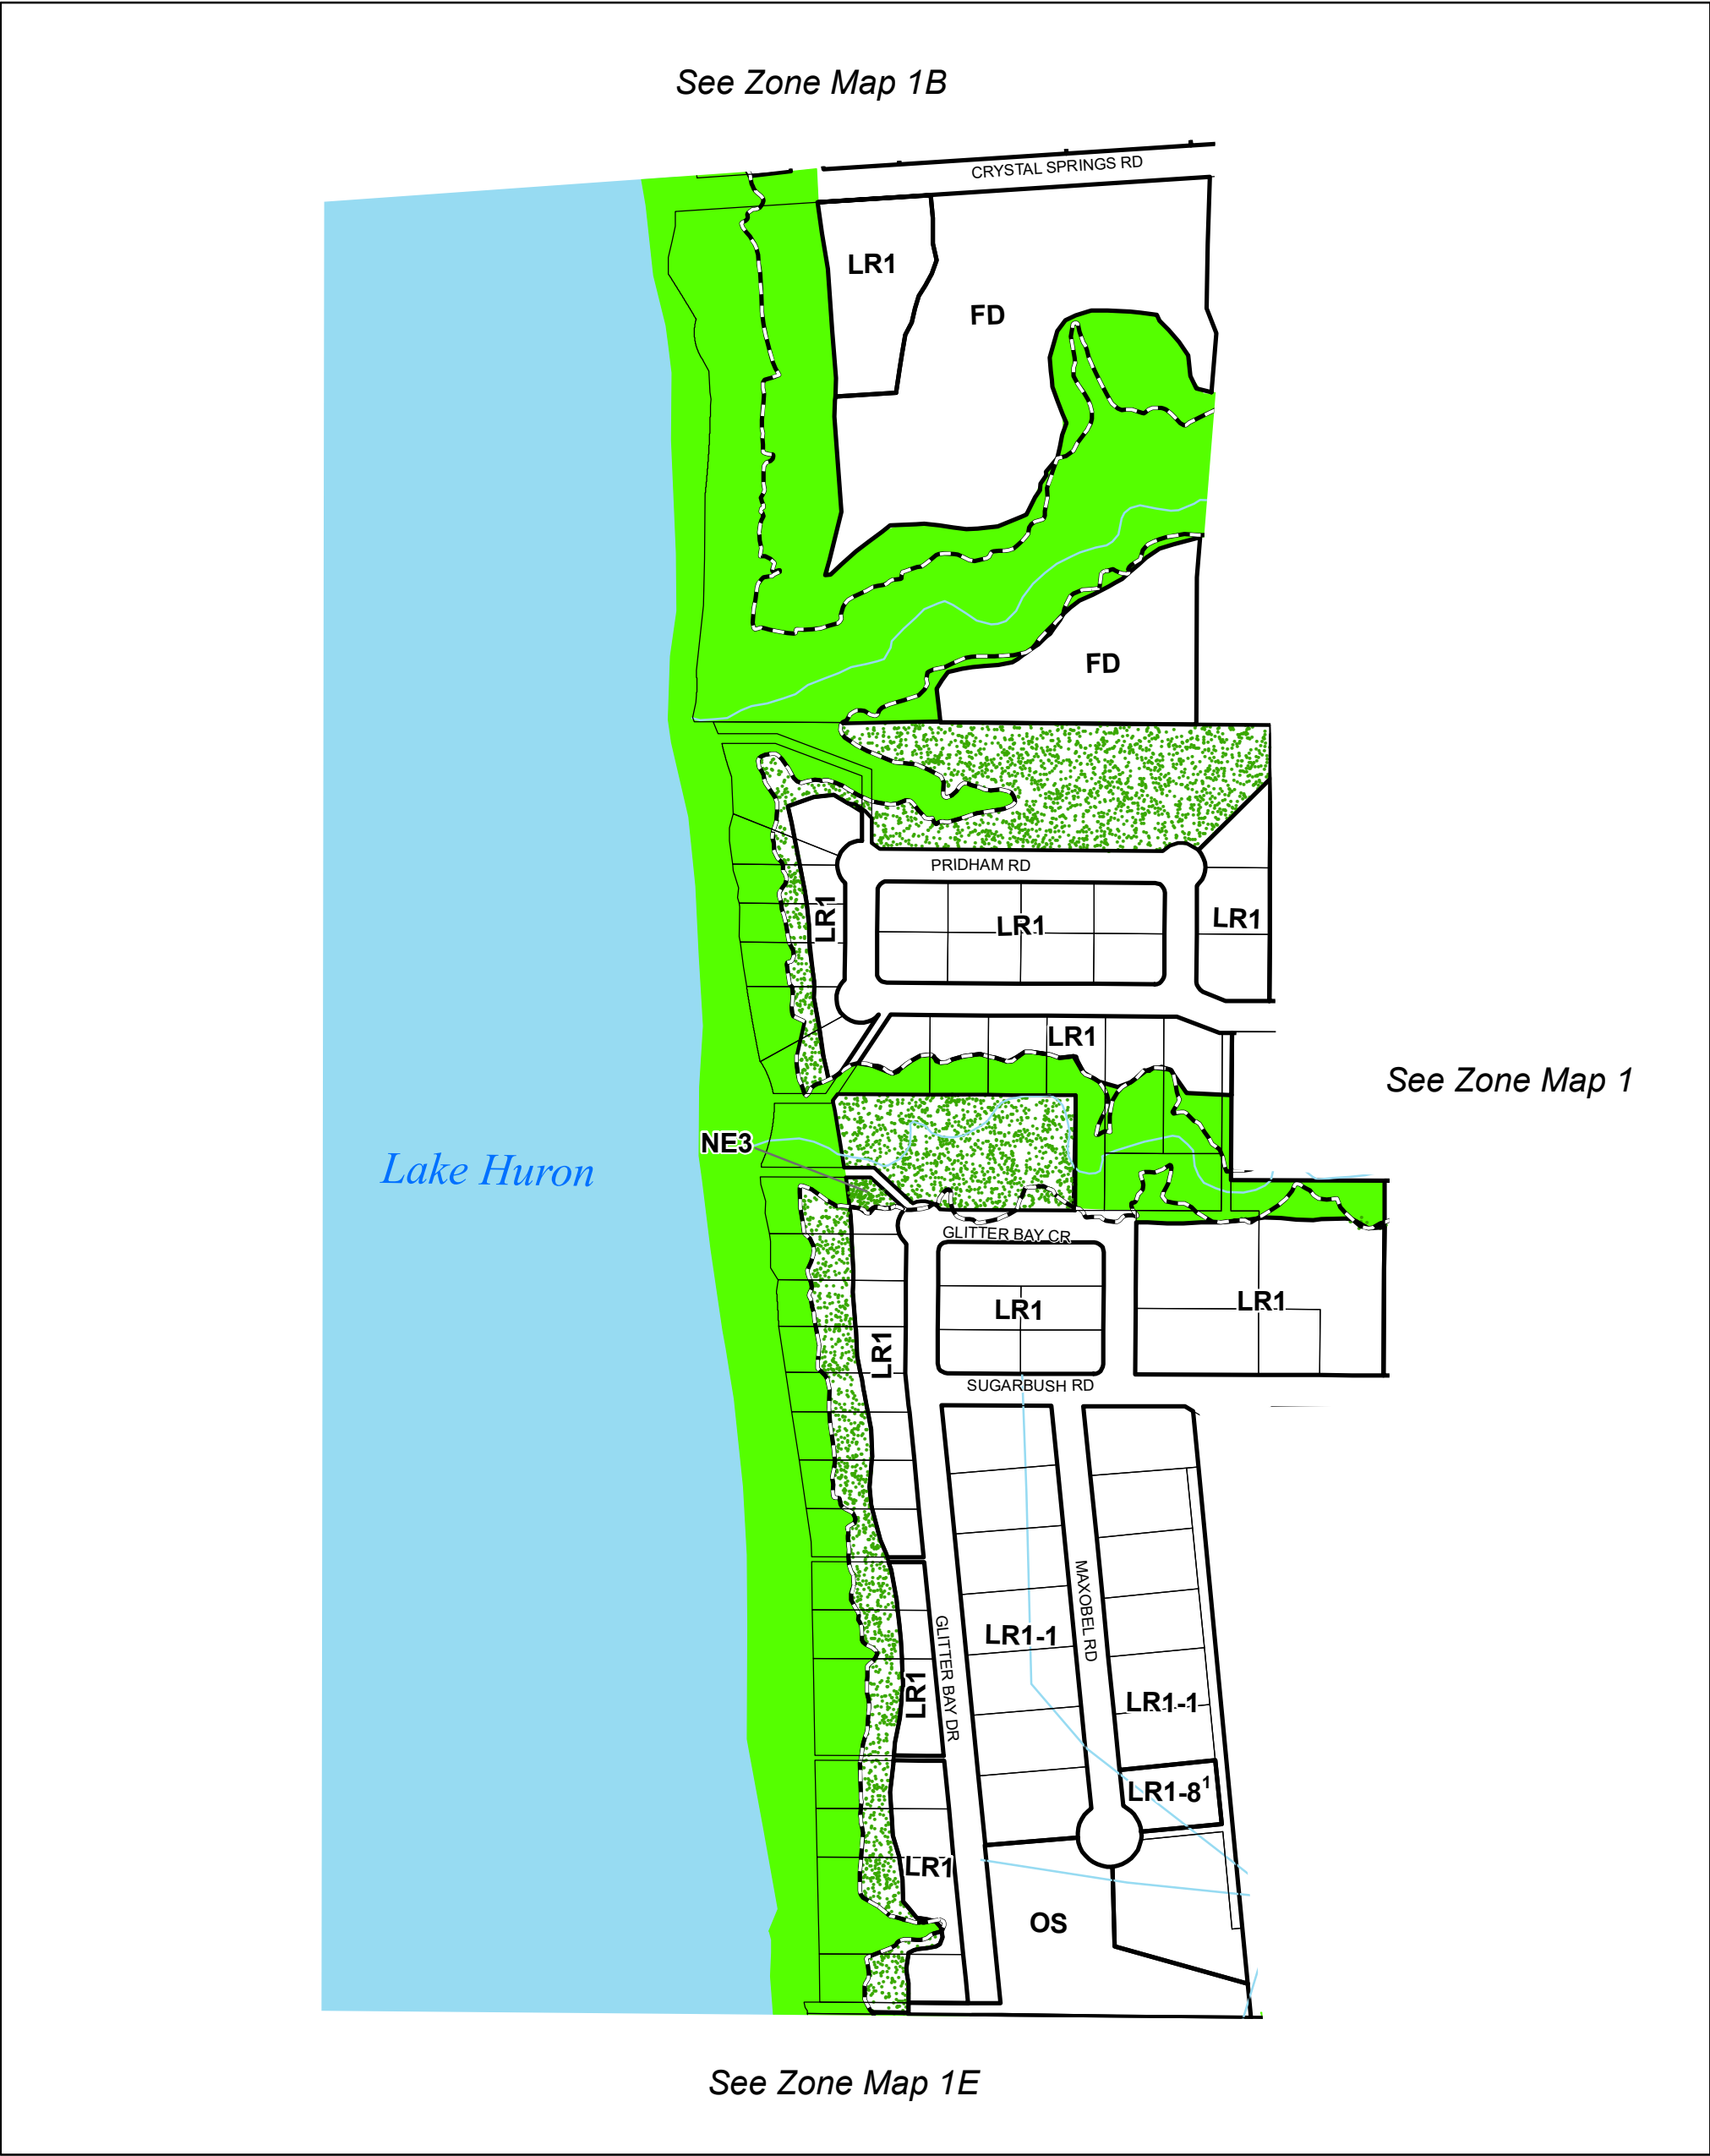 See Zone Map 1B
CRYSTAL SPRINGS RD
LR1
FD
FD
PRIDHAM RD
LR1
LR1
LR1
LR1
See Zone Map 1
NE3
Lake Huron
GLITTER BAY CR
LR1
LR1
LR1
SUGARBUSH RD
MAXOBEL RD
GLITTER BAY DR
LR1-1
LR1
LR1-1
LR1-8¹
LR1
OS
See Zone Map 1E